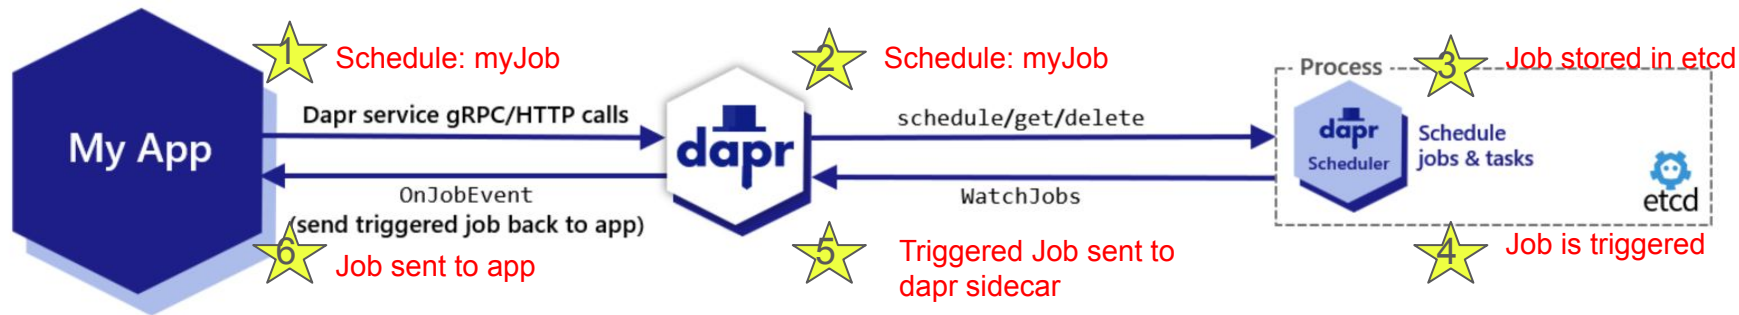 My App
1
Schedule: myJob
Dapr service gRPC/HTTP calls
OnJobEvent
(send triggered job back to app)
6
Job sent to app
dapr
2
Schedule: myJob
schedule/get/delete
WatchJobs
5
Triggered Job sent to
dapr sidecar
3
Job stored in etcd
Process
dapr
Scheduler
Schedule
jobs & tasks
etcd
4
Job is triggered